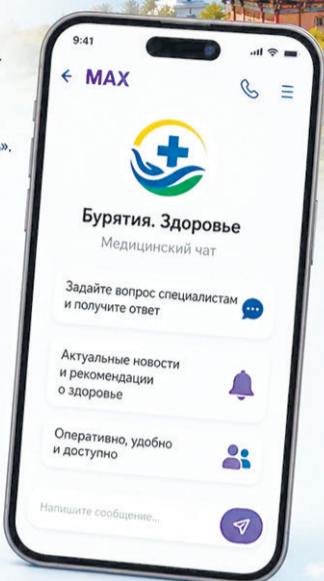 ».
9:41
MAX
Бурятия. Здоровье
Медицинский чат
Задайте вопрос специалистам
и получите ответ
Актуальные новости
и рекомендации
о здоровье
Оперативно, удобно
и доступно
Напишите сообщение...